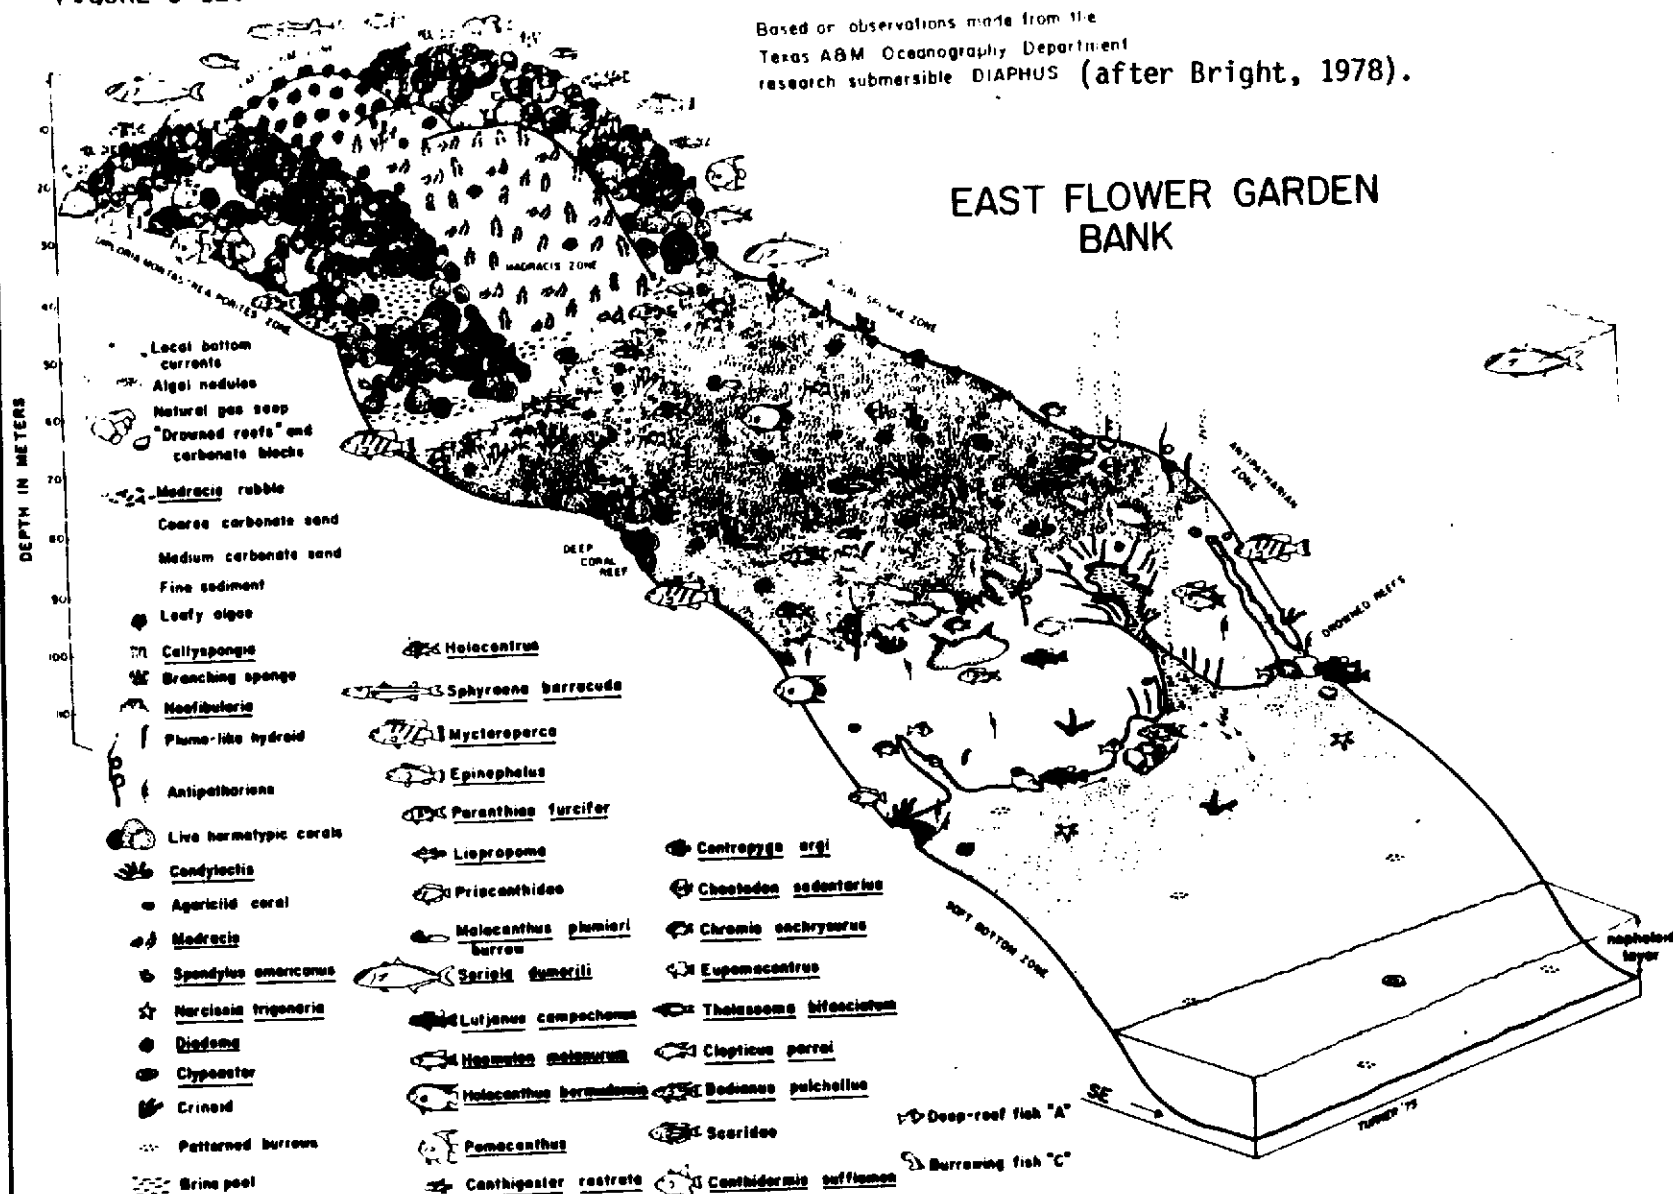 Based on observations made from the
Texas A&M Oceanography Department
research submersible DIAPHUS (after Bright, 1978).
EAST FLOWER GARDEN
BANK
DEPTH IN METERS
20
30
40
50
60
70
80
90
100
110
DIPLORIA-MONTASTREA-PORITES ZONE
MADRACIS ZONE
ALGAL SPONGE ZONE
ANTIPATHARIAN
ZONE
DROWNED REEFS
DEEP
CORAL
REEF
SOFT BOTTOM ZONE
nepheloid
layer
SE
TURNER '75
Local bottom
currents
Algal nodules
Natural gas seep
"Drowned reefs" and
carbonate blocks
Madracis rubble
Coarse carbonate sand
Medium carbonate sand
Fine sediment
Leafy algae
Callyspongia
Branching sponge
Neofibularia
Plume-like hydroid
Antipatharians
Live hermatypic corals
Condylactis
Agariciid coral
Madracis
Spondylus americanus
Narcissia trigonaria
Diadema
Clypeaster
Crinoid
Patterned burrows
Brine pool
Holocentrus
Sphyraena barracuda
Mycteroperca
Epinephelus
Paranthias furcifer
Liopropoma
Priacanthidae
Malacanthus plumieri
burrow
Seriola dumerili
Lutjanus campechanus
Haemulon melanurum
Holacanthus bermudensis
Pomacanthus
Canthigaster rostrata
Centropyge argi
Chaetodon sedentarius
Chromis enchrysurus
Eupomacentrus
Thalassoma bifasciatum
Clepticus parrai
Bodianus pulchellus
Scaridae
Canthidermis sufflamen
Deep-reef fish "A"
Burrowing fish "C"